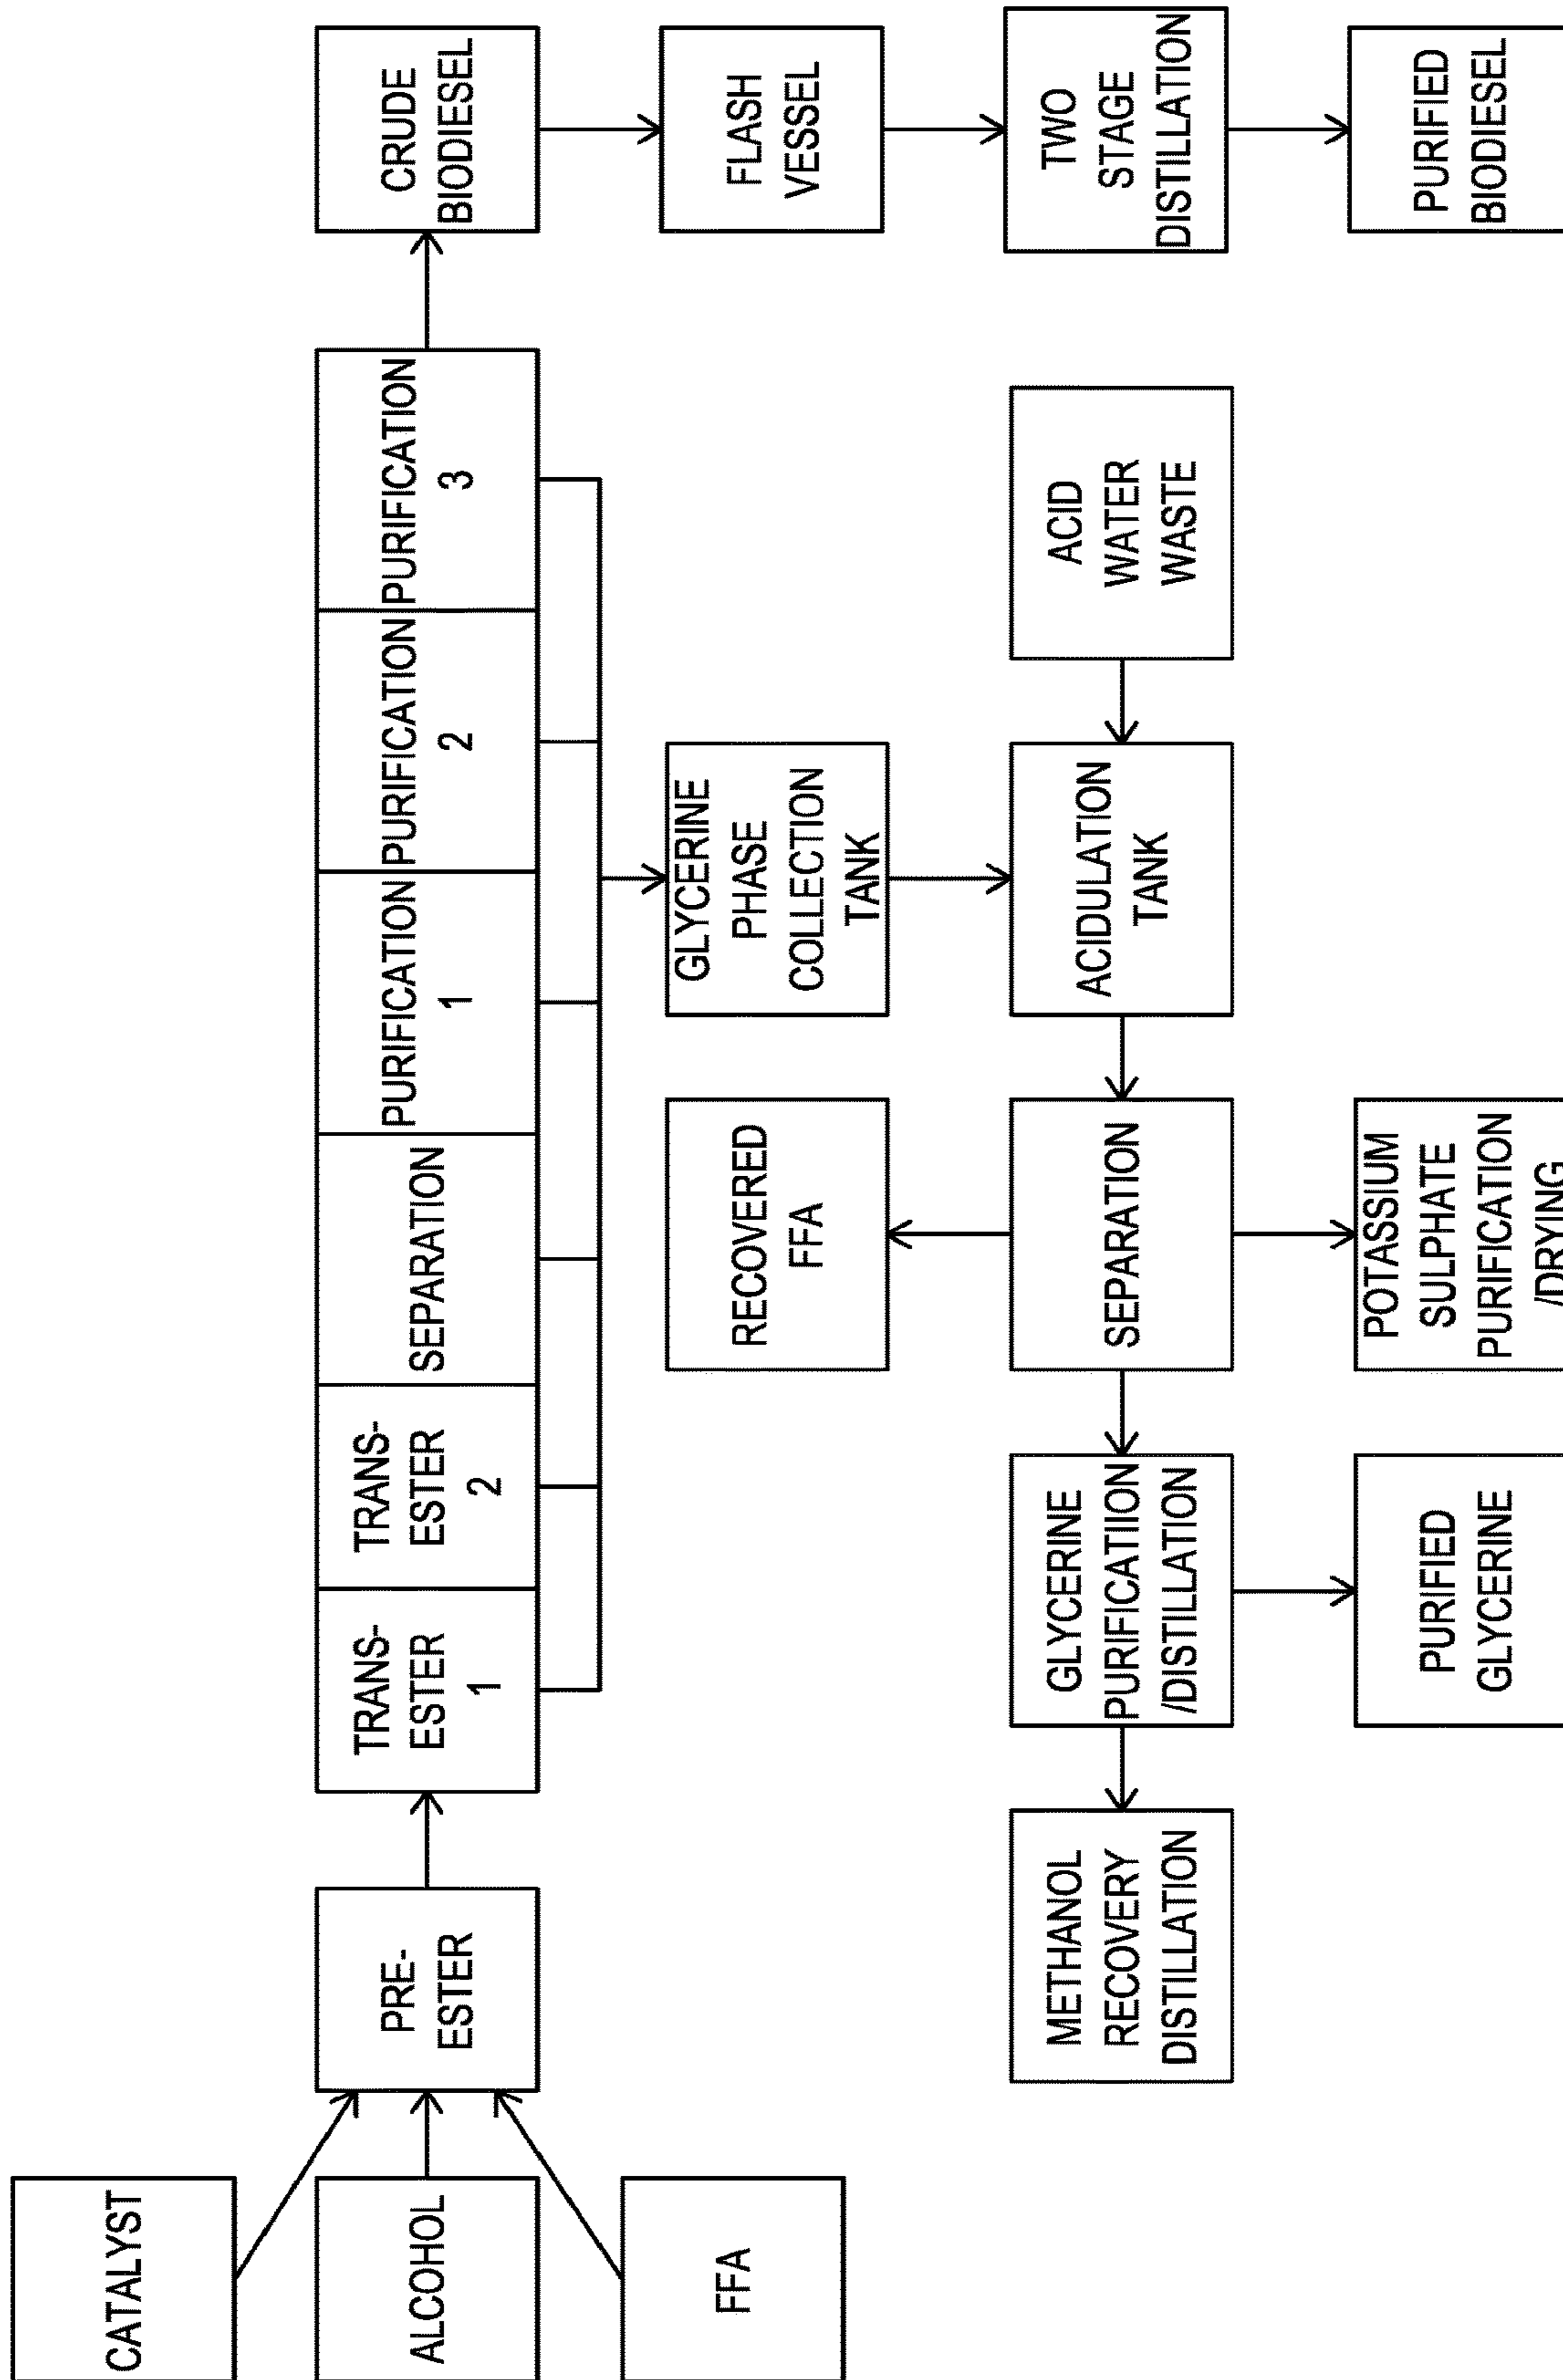 CATALYST
ALCOHOL
FFA
PRE-
ESTER
TRANS-
ESTER
1
TRANS-
ESTER
2
SEPARATION
PURIFICATION
1
PURIFICATION
2
PURIFICATION
3
CRUDE
BIODIESEL
FLASH
VESSEL
TWO
STAGE
DISTILLATION
PURIFIED
BIODIESEL
GLYCERINE
PHASE
COLLECTION
TANK
ACID
WATER
WASTE
ACIDULATION
TANK
RECOVERED
FFA
SEPARATION
POTASSIUM
SULPHATE
PURIFICATION
/DRYING
GLYCERINE
PURIFICATIION
/DISTILLATION
PURIFIED
GLYCERINE
METHANOL
RECOVERY
DISTILLATION